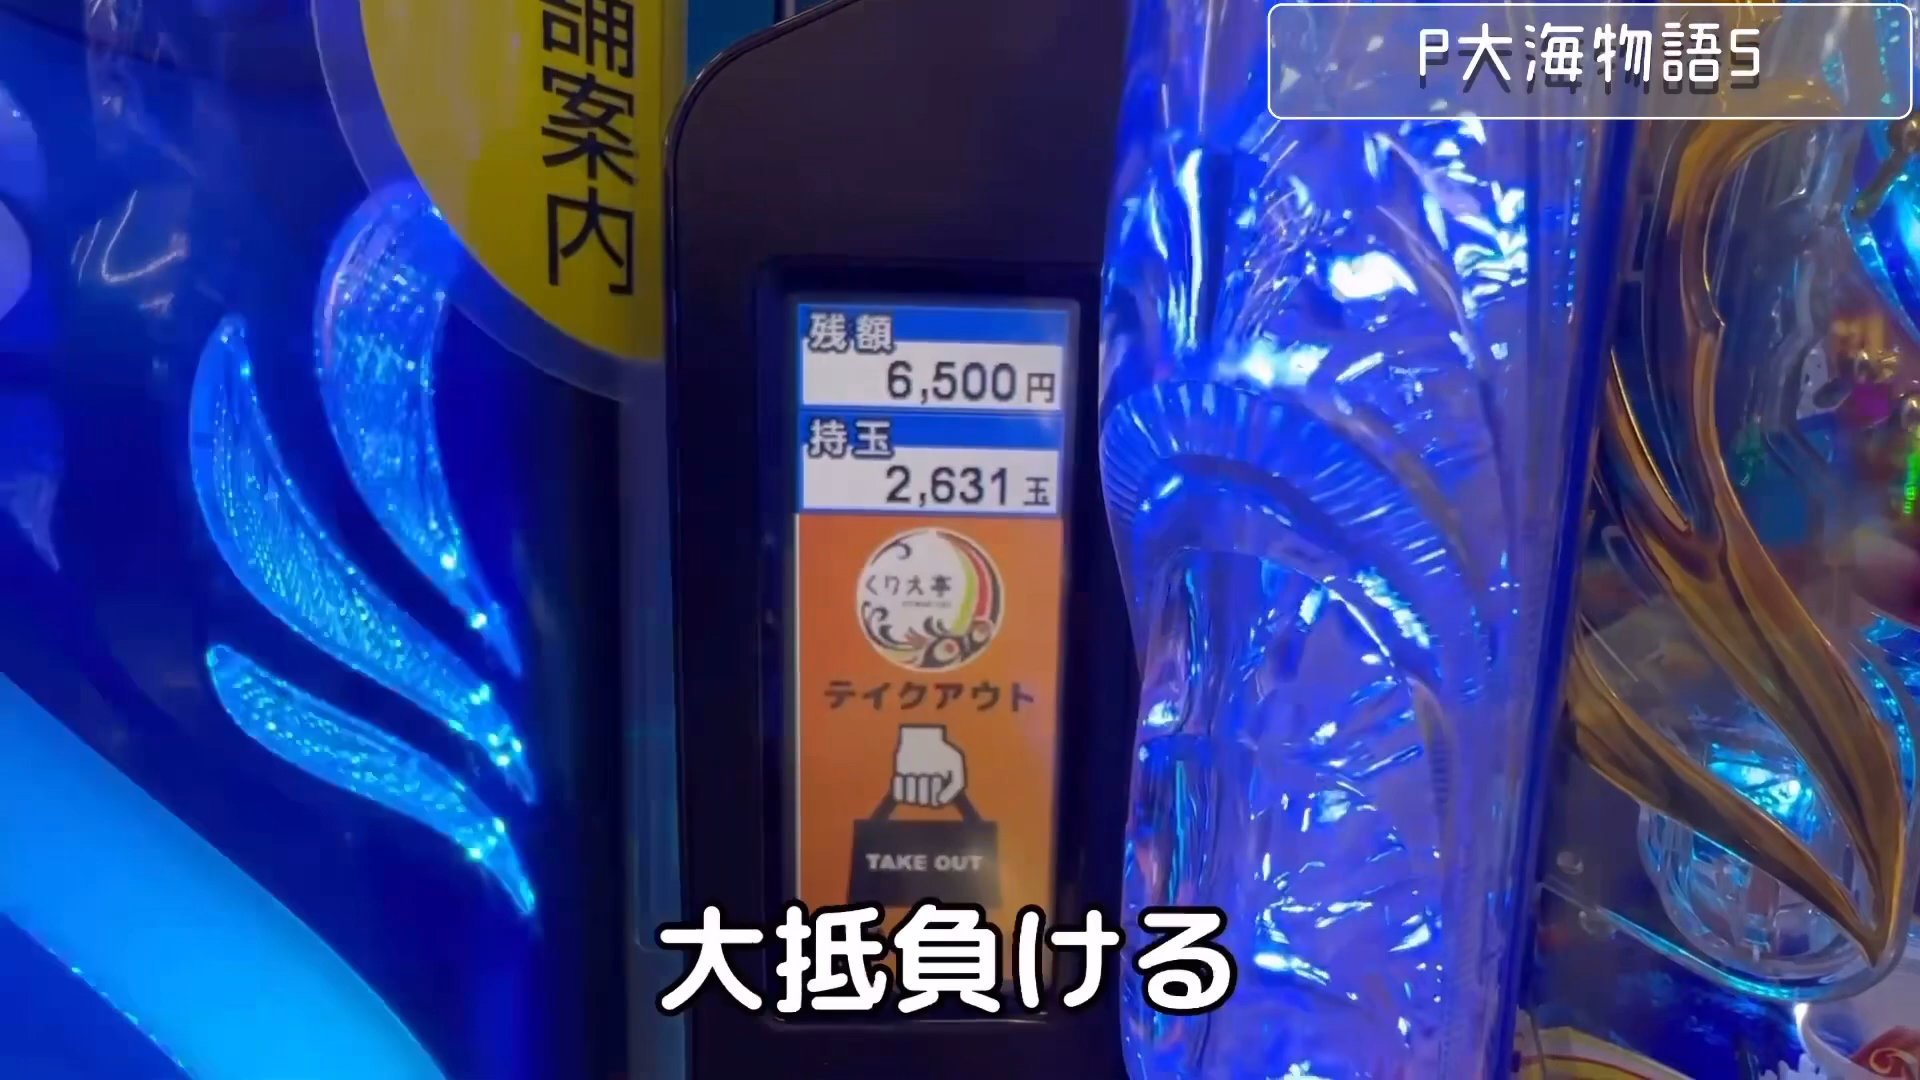 P大海物語5
案内
残額
6,500円
持玉
2,631玉
くりえ亭
テイクアウト
TAKE OUT
大抵負ける